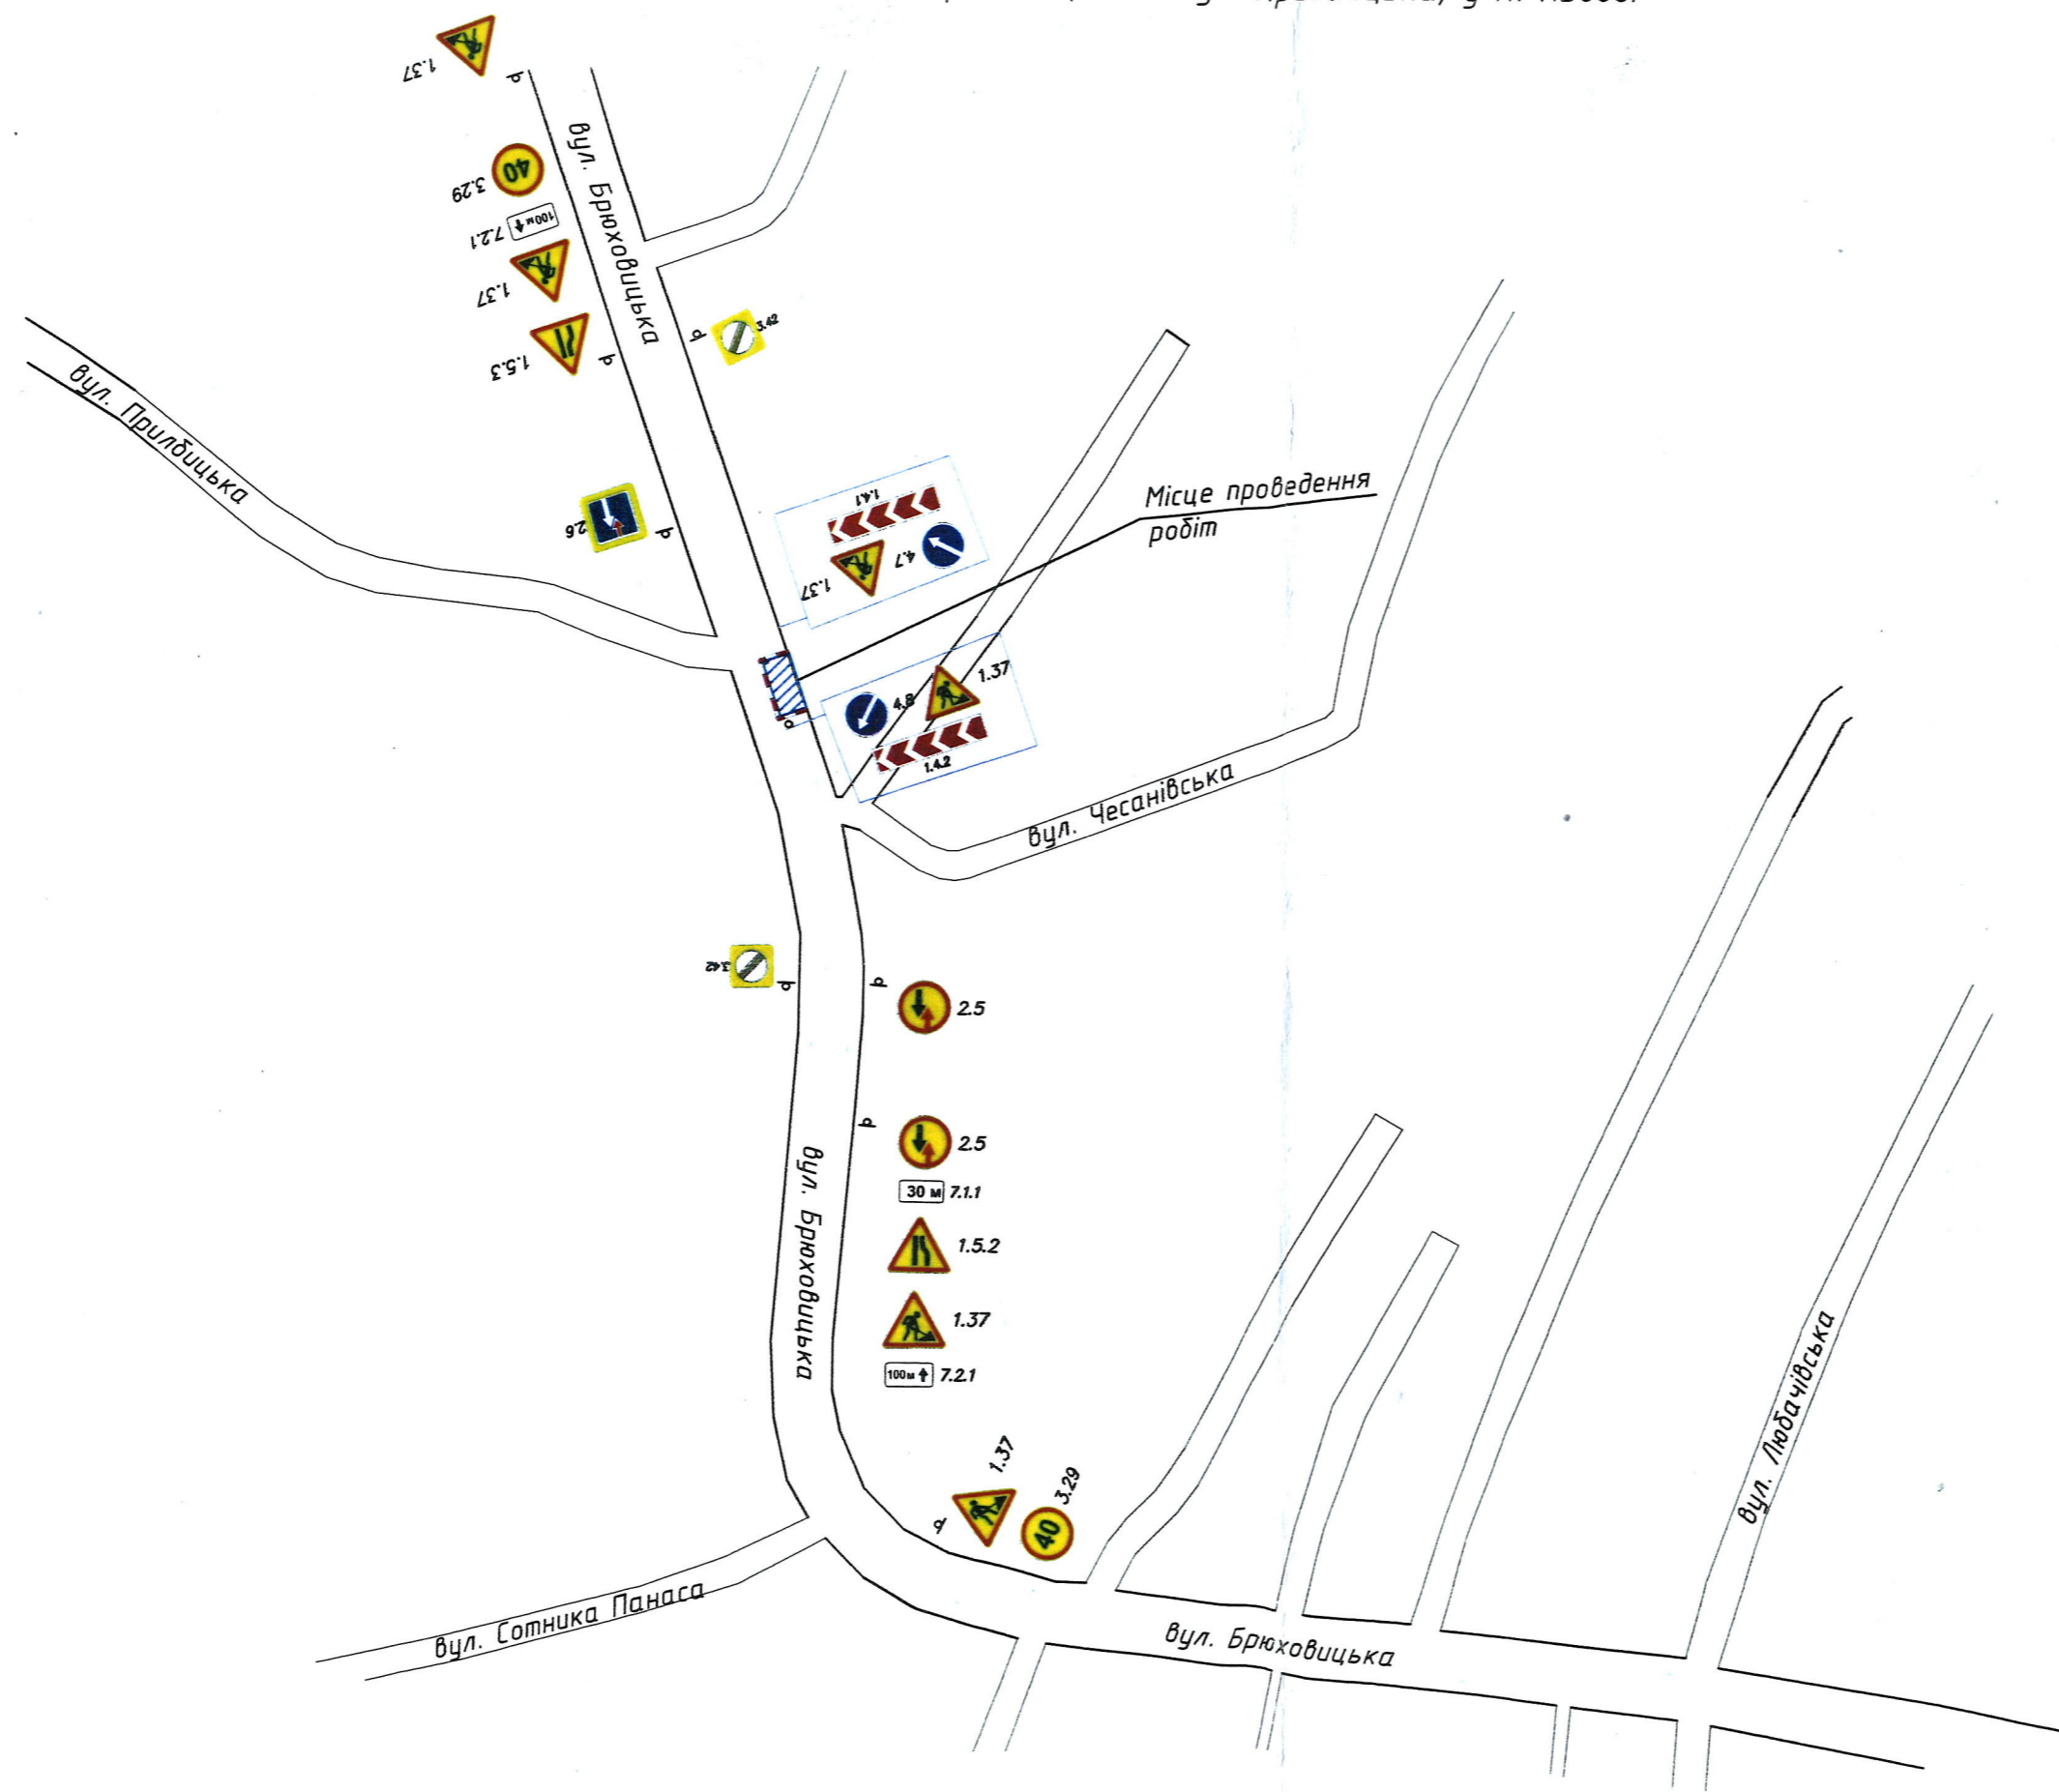 1.37
40
3.29
вул. Брюховицька
100м
7.2.1
1.37
1.5.3
3.42
вул. Прилбицька
2.6
1.4.1
4.7
1.37
Місце проведення
робіт
4.8
1.37
1.4.2
вул. Чесанівська
3.42
2.5
2.5
30 м 7.1.1
1.5.2
1.37
100м 7.2.1
вул. Брюховицька
1.37
3.29
40
вул. Любачівська
вул. Сотника Панаса
вул. Брюховицька